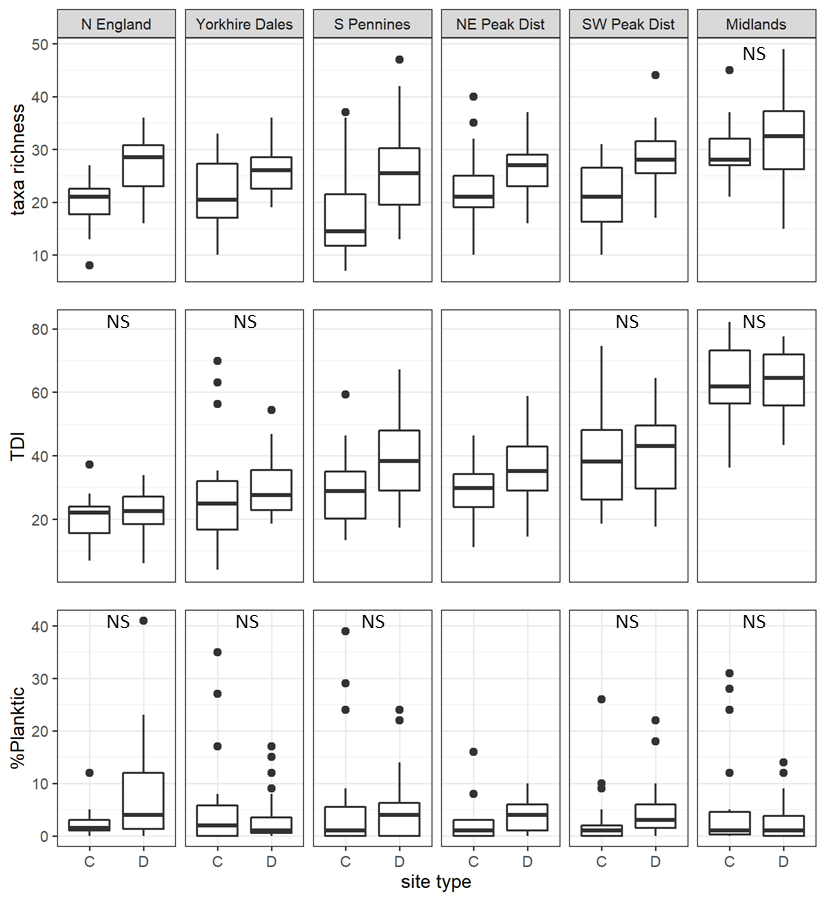 N England Yorkhire Dales S Pennines NE Peak Dist SW Peak Dist Midlands
taxa richness
50
40
30
20
10
NS
TDI
80
60
40
20
NS NS NS NS
%Planktic
40
30
20
10
0
NS NS NS NS NS
C D C D C D C D C D C D
site type